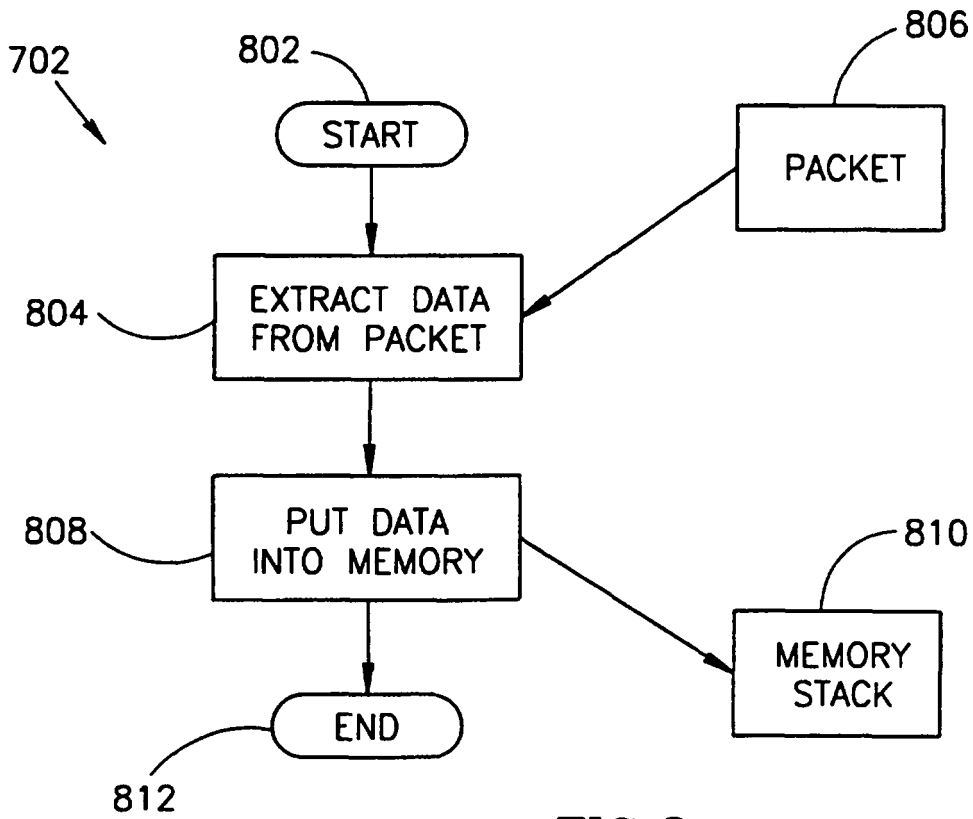 702
802
806
START
PACKET
804
EXTRACT DATA
FROM PACKET
808
PUT DATA
INTO MEMORY
810
MEMORY
STACK
END
812